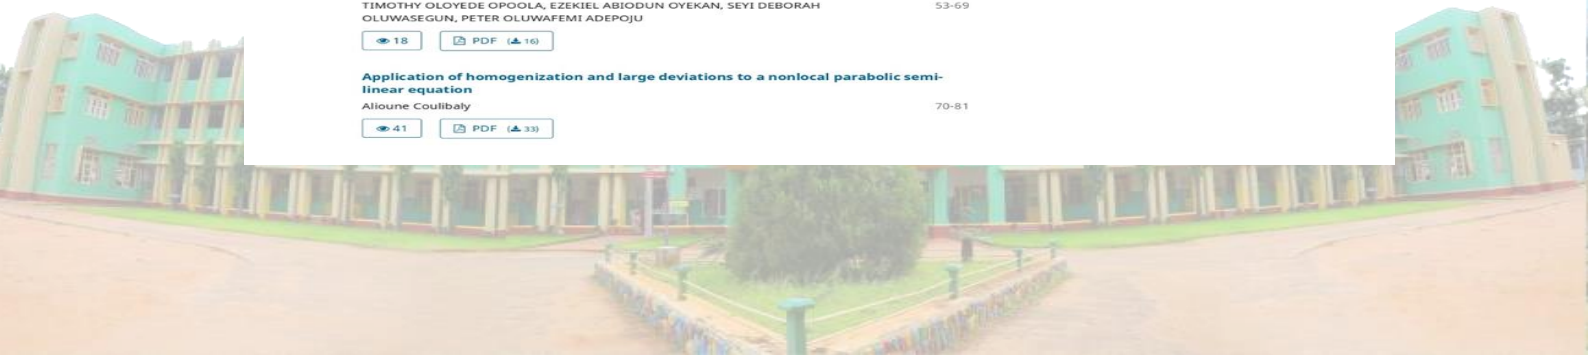 TIMOTHY OLOYEDE OPOOLA, EZEKIEL ABIODUN OYEKAN, SEYI DEBORAH 53-69
OLUWASEGUN, PETER OLUWAFEMI ADEPOJU
18 PDF (16)
Application of homogenization and large deviations to a nonlocal parabolic semi-
linear equation
Alioune Coulibaly 70-81
41 PDF (33)